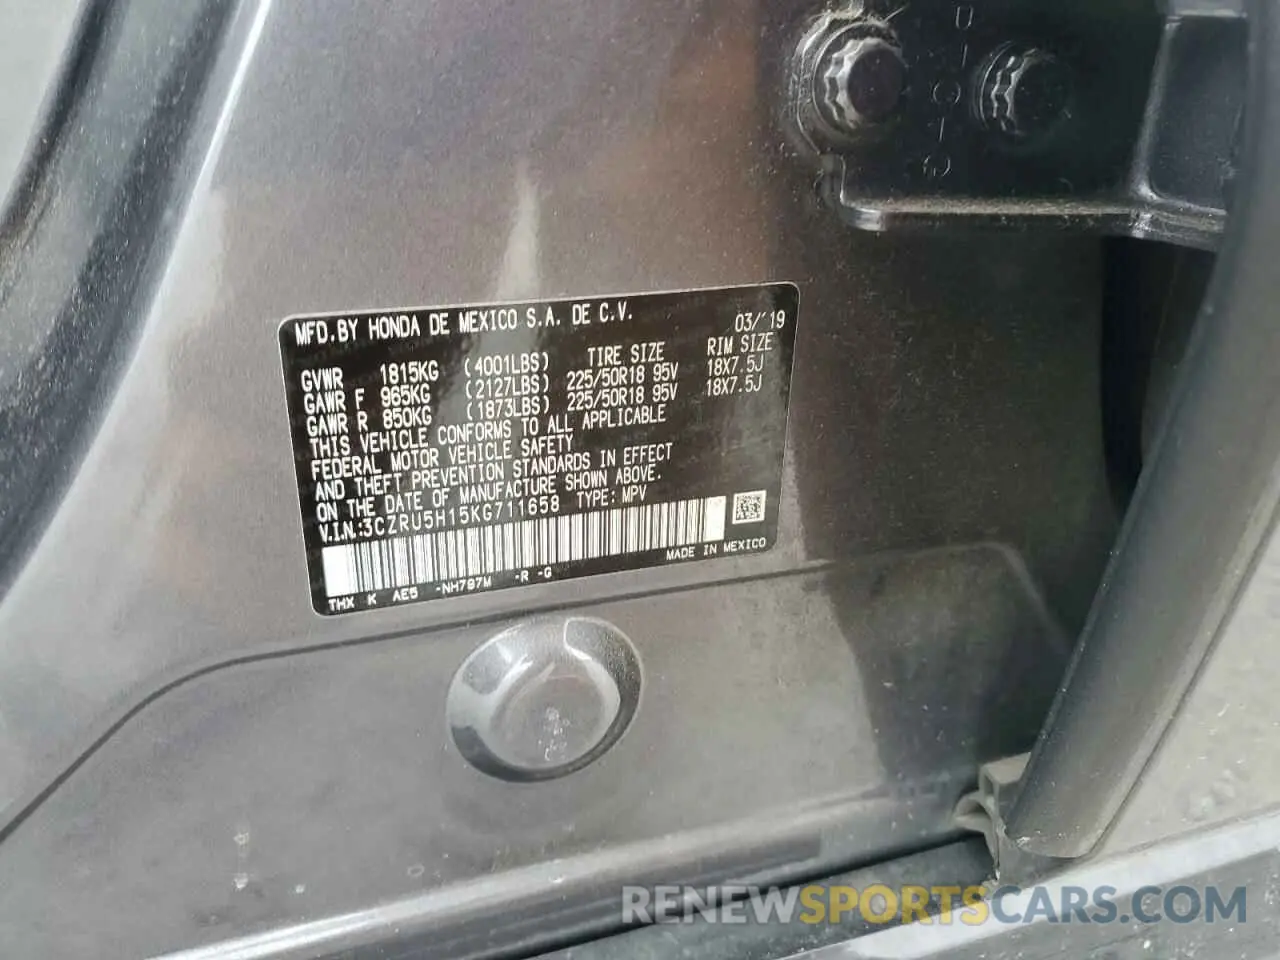 MFD. BY HONDA DE MEXICO S.A. DE C.V. 03/'19
GVWR 1815KG (4001LBS) TIRE SIZE RIM SIZE
GAWR F 965KG (2127LBS) 225/50R18 95V 18X7.5J
GAWR R 850KG (1873LBS) 225/50R18 95V 18X7.5J
THIS VEHICLE CONFORMS TO ALL APPLICABLE
FEDERAL MOTOR VEHICLE SAFETY
AND THEFT PREVENTION STANDARDS IN EFFECT
ON THE DATE OF MANUFACTURE SHOWN ABOVE.
V.I.N.:3CZRU5H15KG711658 TYPE: MPV
MADE IN MEXICO
THX K AE5 -NH797M -R -G
RENEWSPORTSCARS.COM